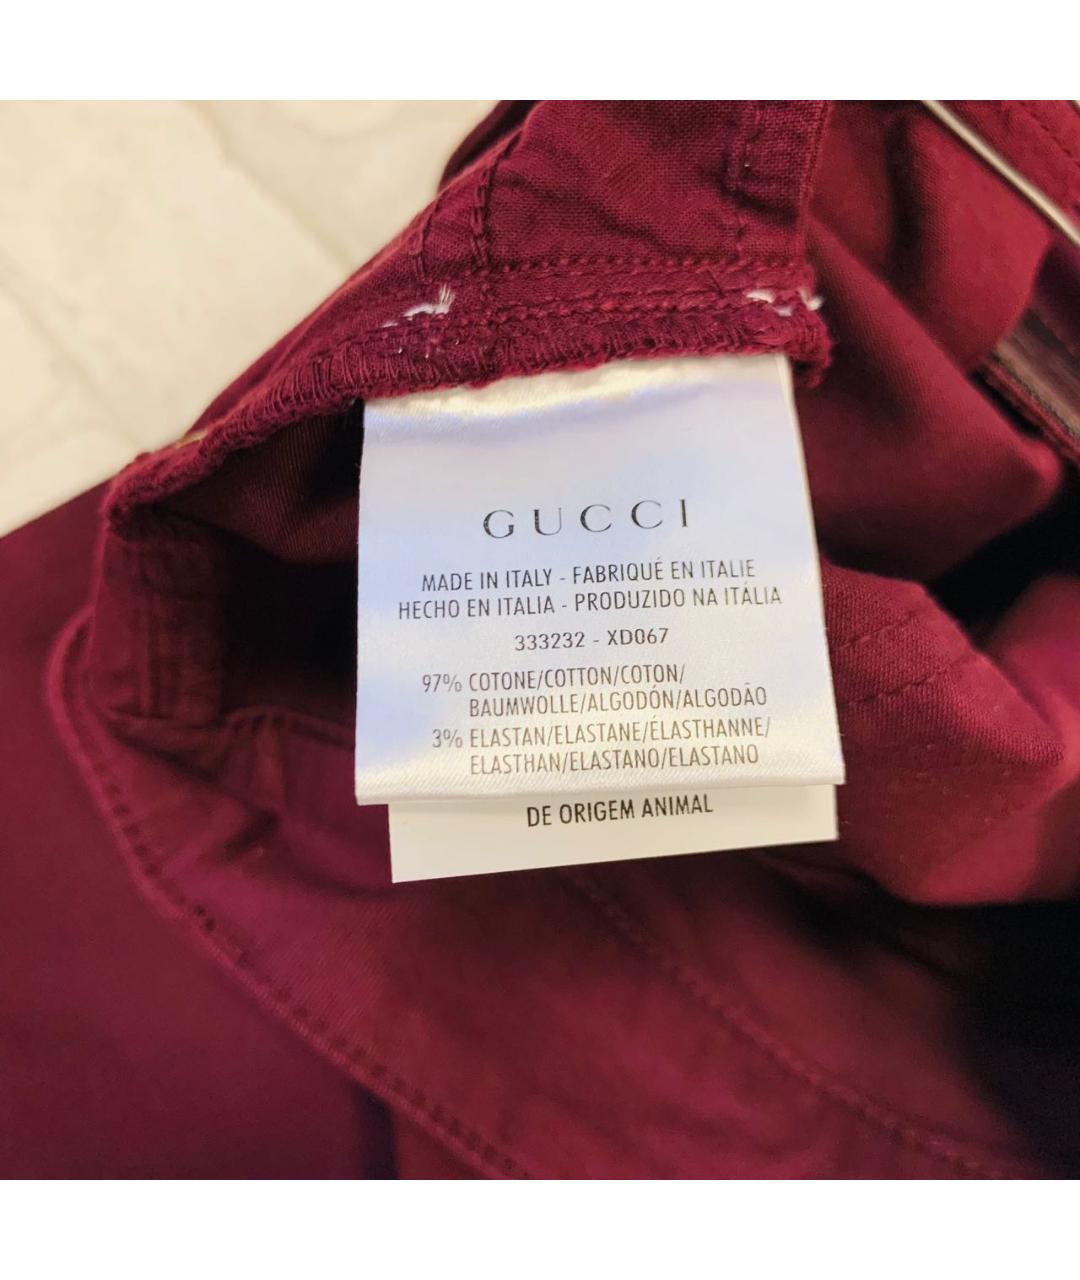 GUCCI
MADE IN ITALY - FABRIQUÉ EN ITALIE
HECHO EN ITALIA - PRODUZIDO NA ITÁLIA
333232 - XD067
97% COTONE/COTTON/COTON/
BAUMWOLLE/ALGODÓN/ALGODÃO
3% ELASTAN/ELASTANE/ÉLASTHANNE/
ELASTHAN/ELASTANO/ELASTANO
DE ORIGEM ANIMAL